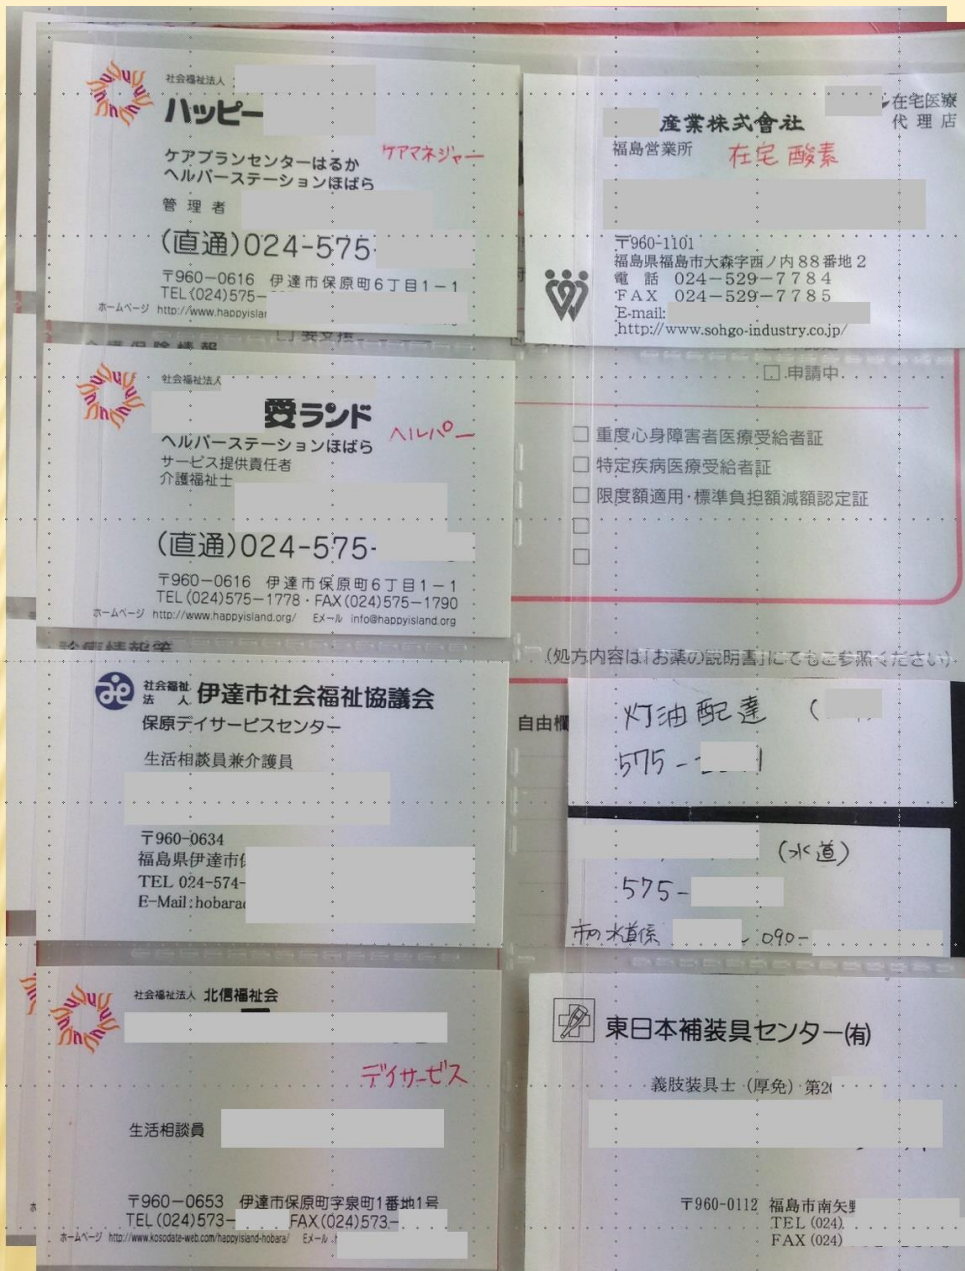 社会福祉法人
ハッピー
ケアプランセンターはるか
ケアマネジャー
ヘルパーステーションほばら
管理者
(直通)024-575-
〒960-0616 伊達市保原町6丁目1-1
TEL(024)575-
ホームページ http://www.happyislan
在宅医療
代理店
産業株式會社
福島営業所
在宅酸素
〒960-1101
福島県福島市大森字西ノ内88番地2
電話 024-529-7784
FAX 024-529-7785
E-mail:
http://www.sohgo-industry.co.jp/
要支援
介護保険情報
申請中
社会福祉法人
愛ランド
ヘルパーステーションほばら
ヘルパー
サービス提供責任者
介護福祉士
(直通)024-575-
〒960-0616 伊達市保原町6丁目1-1
TEL(024)575-1778・FAX(024)575-1790
ホームページ http://www.happyisland.org/ Eメール info@happyisland.org
重度心身障害者医療受給者証
特定疾病医療受給者証
限度額適用・標準負担額減額認定証
診療情報等
(処方内容は「お薬の説明書」にてもご参照ください)
自由欄
社会福祉
法人
伊達市社会福祉協議会
保原デイサービスセンター
生活相談員兼介護員
〒960-0634
福島県伊達市
TEL 024-574-
E-Mail:hobara
灯油配達 (
575-
(水道)
575-
市の水道係
090-
社会福祉法人 北信福祉会
デイサービス
生活相談員
〒960-0653 伊達市保原町字泉町1番地1号
TEL(024)573- FAX(024)573-
ホームページ http://www.kosodate-web.com/happyisland-hobara/ Eメール
東日本補装具センター(有)
義肢装具士 (厚免) 第20
〒960-0112 福島市南矢野
TEL (024)
FAX (024)